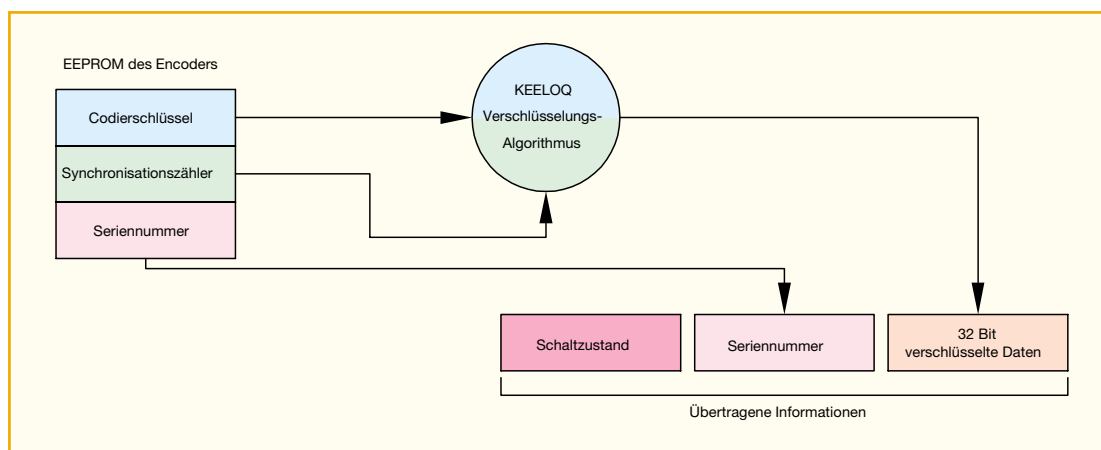 EEPROM des Encoders
Codierschlüssel
Synchronisationszähler
Seriennummer
KEELOQ
Verschlüsselungs-
Algorithmus
Schaltzustand
Seriennummer
32 Bit
verschlüsselte Daten
Übertragene Informationen